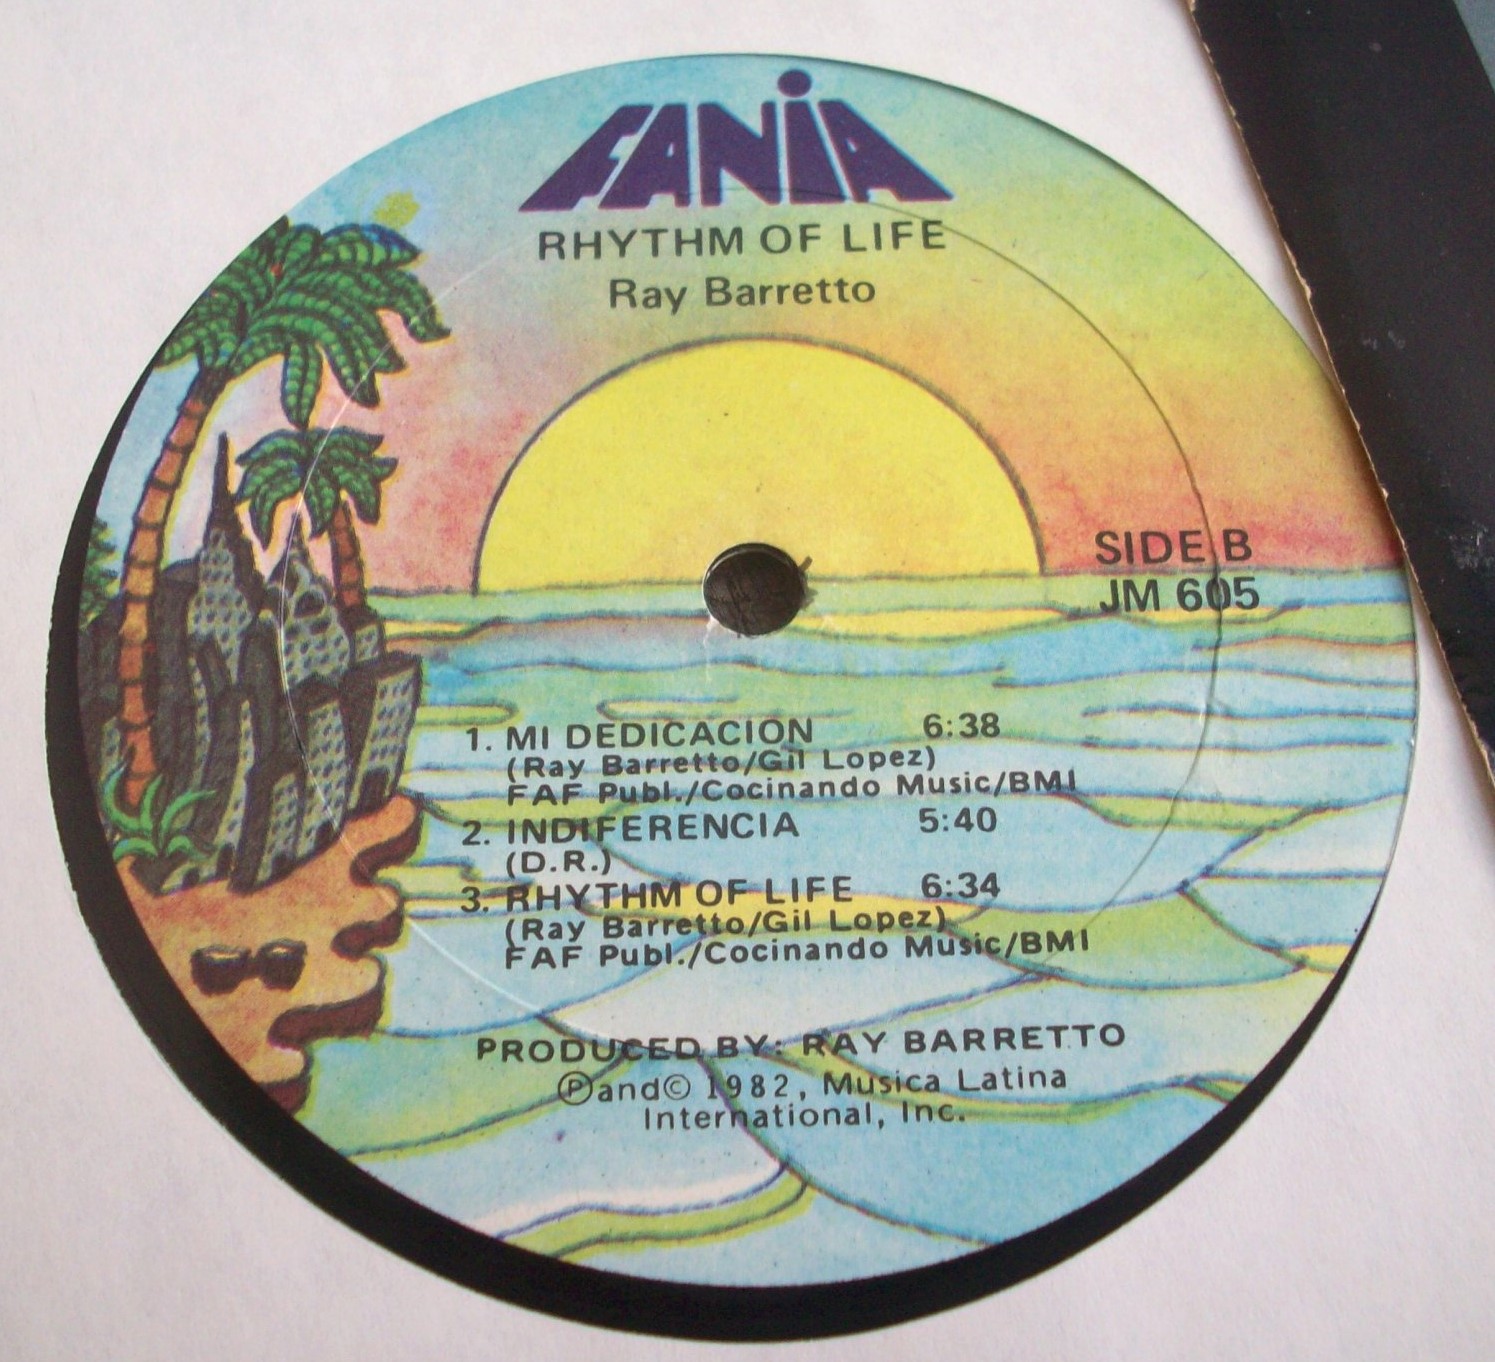 FANIA
RHYTHM OF LIFE
Ray Barretto
SIDE B
JM 605
1. MI DEDICACION 6:38
(Ray Barretto/Gil Lopez)
FAF Publ./Cocinando Music/BMI
2. INDIFERENCIA 5:40
(D.R.)
3. RHYTHM OF LIFE 6:34
(Ray Barretto/Gil Lopez)
FAF Publ./Cocinando Music/BMI
PRODUCED BY: RAY BARRETTO
Ⓟand© 1982, Musica Latina
International, Inc.